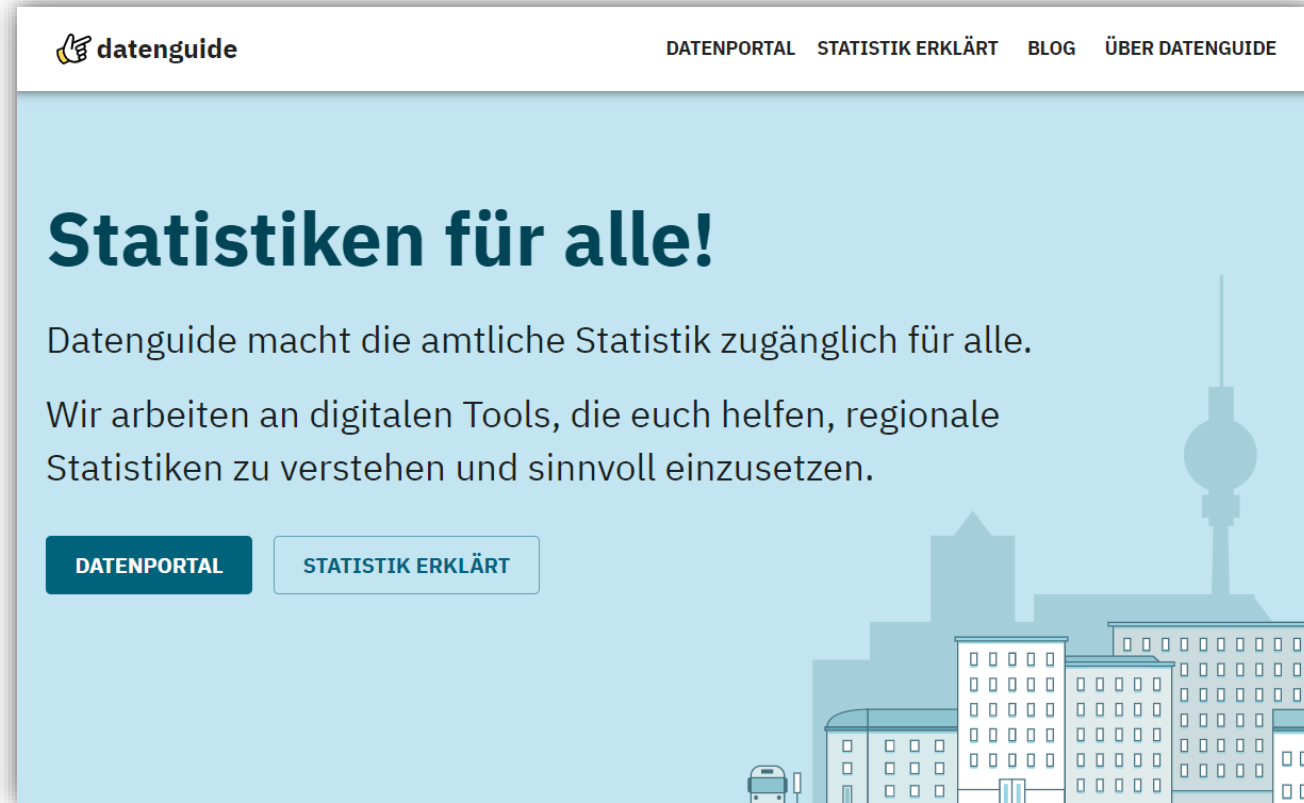 datenguide
DATENPORTAL STATISTIK ERKLÄRT BLOG ÜBER DATENGUIDE
Statistiken für alle!
Datenguide macht die amtliche Statistik zugänglich für alle.
Wir arbeiten an digitalen Tools, die euch helfen, regionale
Statistiken zu verstehen und sinnvoll einzusetzen.
DATENPORTAL
STATISTIK ERKLÄRT